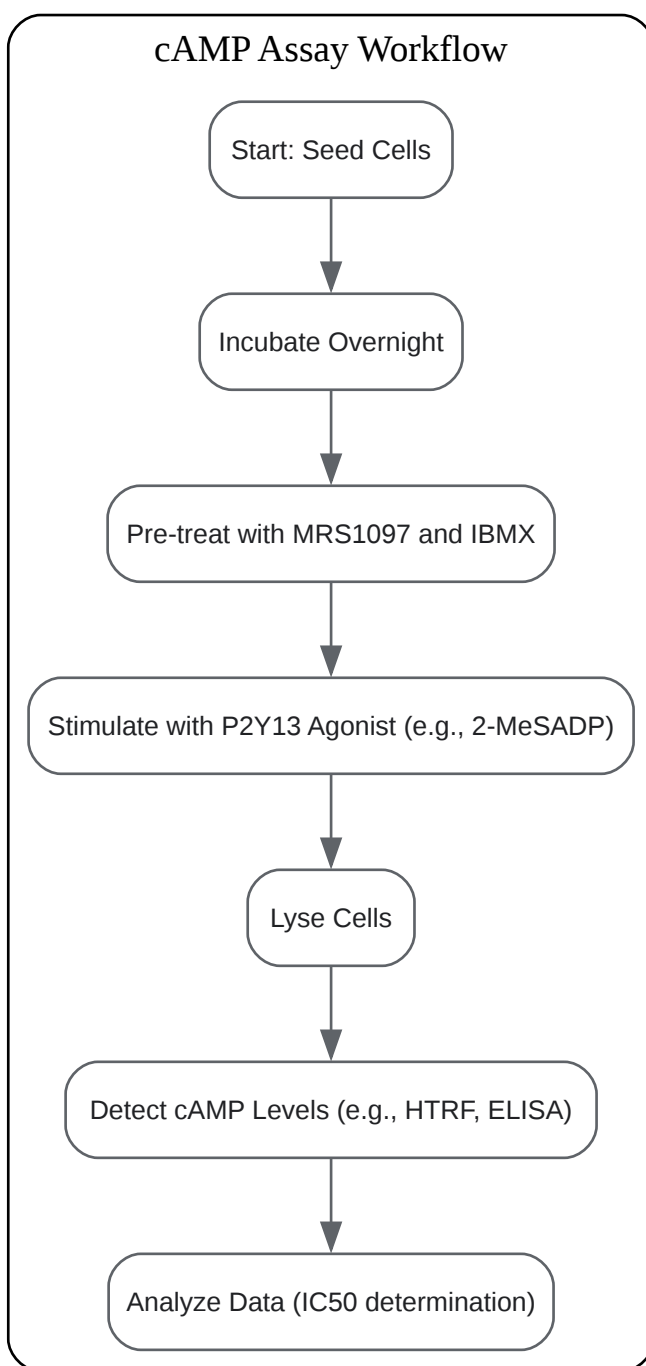 cAMP Assay Workflow
Start: Seed Cells
Incubate Overnight
Pre-treat with MRS1097 and IBMX
Stimulate with P2Y13 Agonist (e.g., 2-MeSADP)
Lyse Cells
Detect cAMP Levels (e.g., HTRF, ELISA)
Analyze Data (IC50 determination)